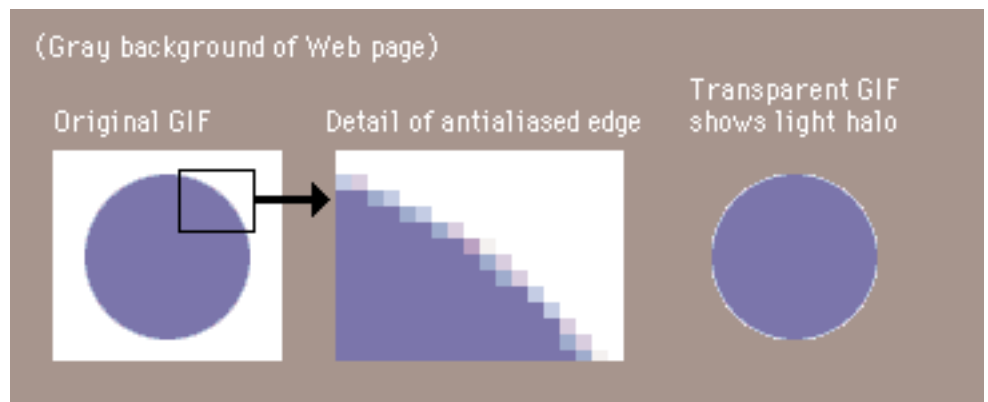 (Gray background of Web page)
Original GIF
Detail of antialiased edge
Transparent GIF
shows light halo